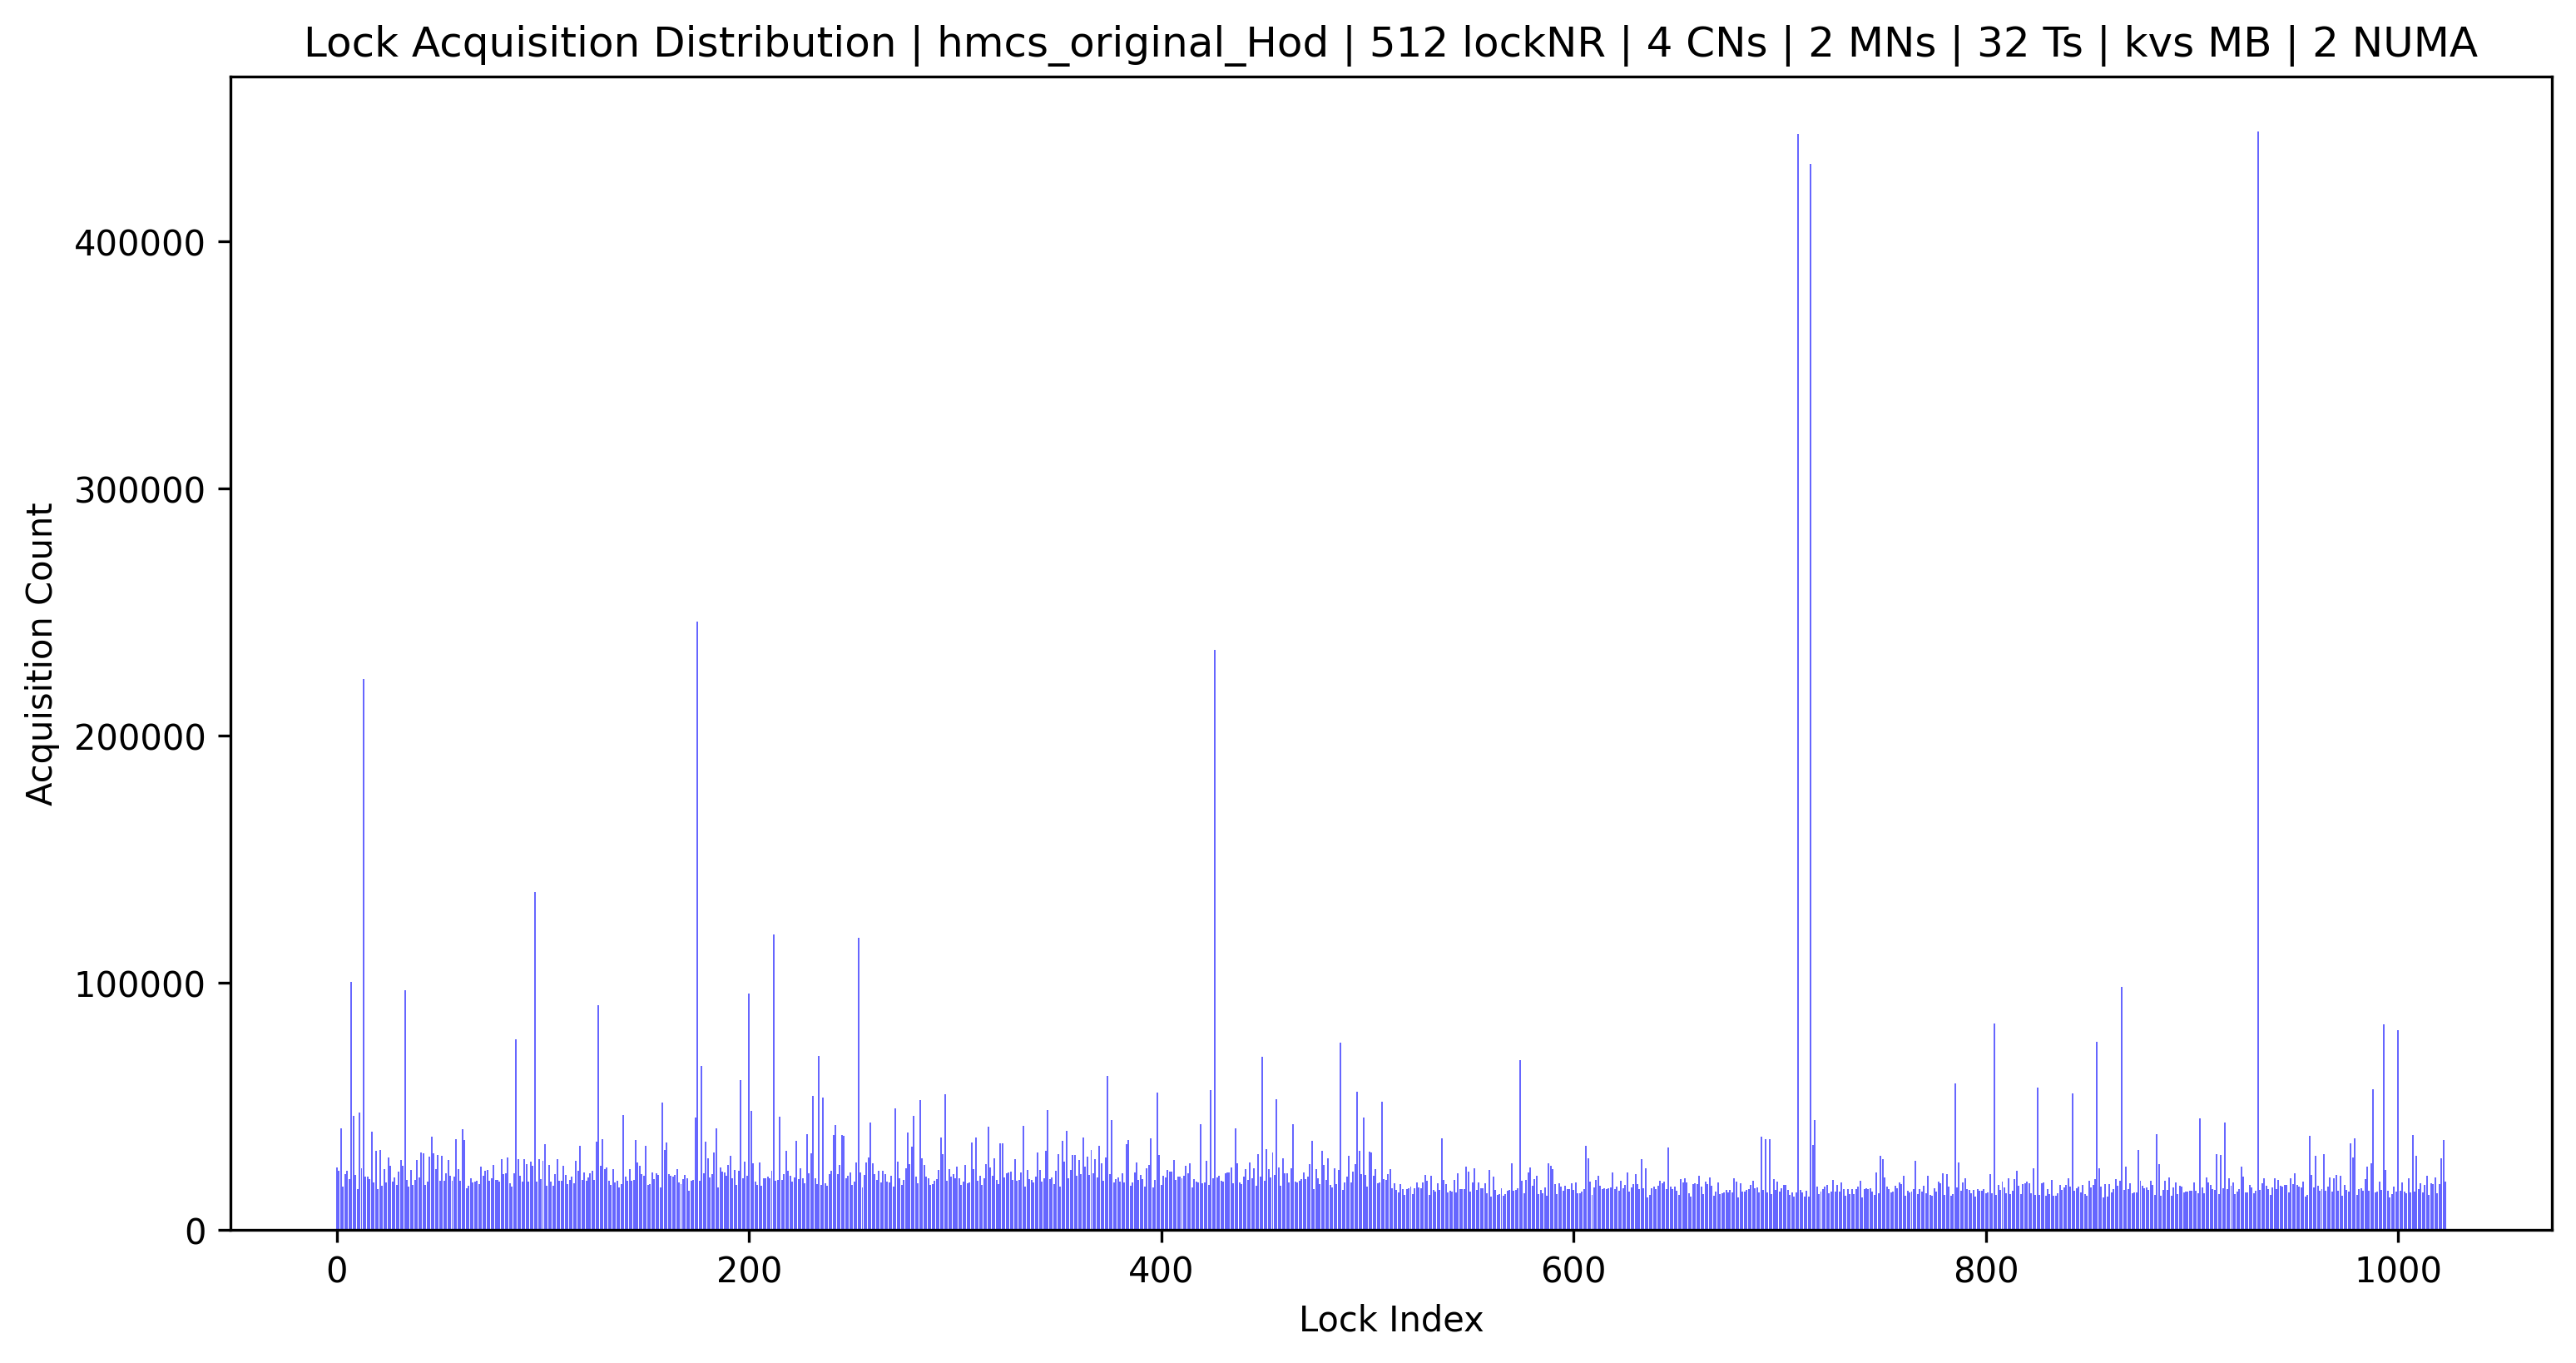 Lock Acquisition Distribution | hmcs_original_Hod | 512 lockNR | 4 CNs | 2 MNs | 32 Ts | kvs MB | 2 NUMA
Acquisition Count
400000
300000
200000
100000
0
0 200 400 600 800 1000
Lock Index